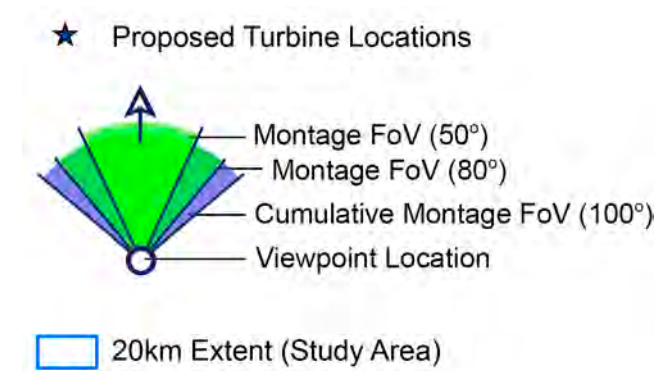 Proposed Turbine Locations
Montage FoV (50°)
Montage FoV (80°)
Cumulative Montage FoV (100°)
Viewpoint Location
20km Extent (Study Area)